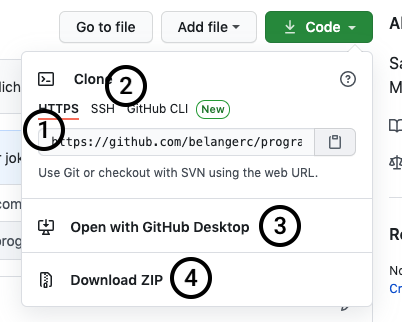 Go to file
Add file
Code
Al
lich
Clone
2
Sa
M
HTTPS SSH GitHub CLI New
1
https://github.com/belangerc/progra
r jok
Use Git or checkout with SVN using the web URL.
com
Open with GitHub Desktop
3
Re
prog
No
Download ZIP
4
Cr